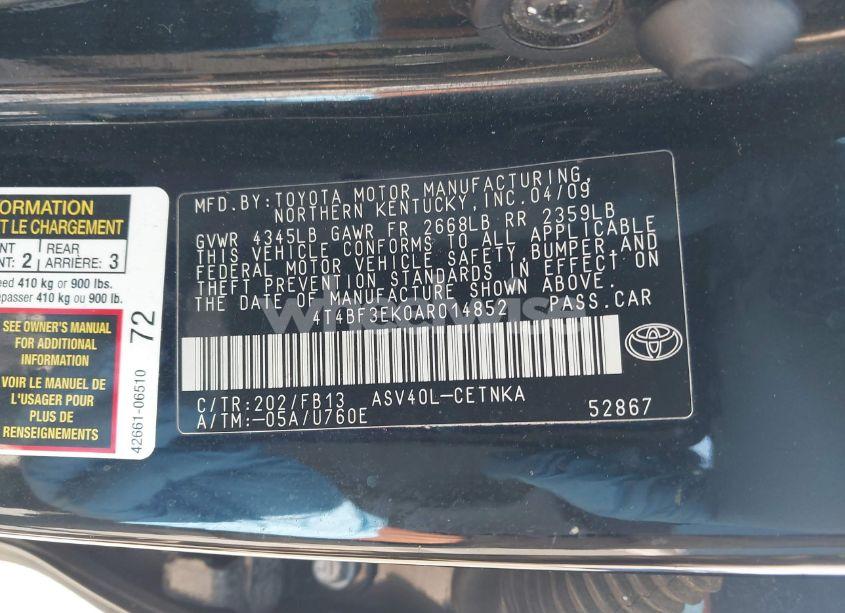 ORMATION
T LE CHARGEMENT
NT
NT: 2
REAR
ARRIÈRE: 3
eed 410 kg or 900 lbs.
épasser 410 kg ou 900 lb.
SEE OWNER'S MANUAL
FOR ADDITIONAL
INFORMATION
VOIR LE MANUEL DE
L'USAGER POUR
PLUS DE
RENSEIGNEMENTS
72
42661-06510
MFD.BY:TOYOTA MOTOR MANUFACTURING,
NORTHERN KENTUCKY,INC.04/09
GVWR 4345LB GAWR FR 2668LB RR 2359LB
THIS VEHICLE CONFORMS TO ALL APPLICABLE
FEDERAL MOTOR VEHICLE SAFETY,BUMPER,AND
THEFT PREVENTION STANDARDS IN EFFECT ON
THE DATE OF MANUFACTURE SHOWN ABOVE.
4T4BF3EK0AR014852 PASS.CAR
C/TR:202/FB13 ASV40L-CETNKA
A/TM:-05A/U760E
52867